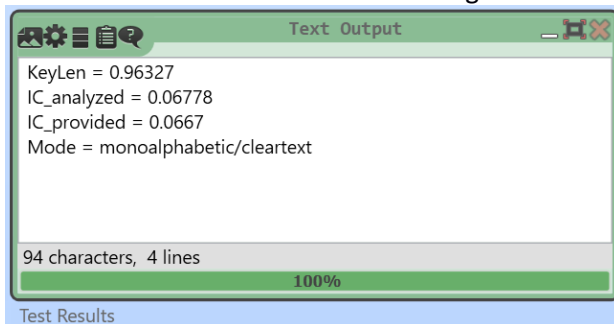 Text Output
KeyLen = 0.96327
IC_analyzed = 0.06778
IC_provided = 0.0667
Mode = monoalphabetic/cleartext
94 characters, 4 lines
100%
Test Results